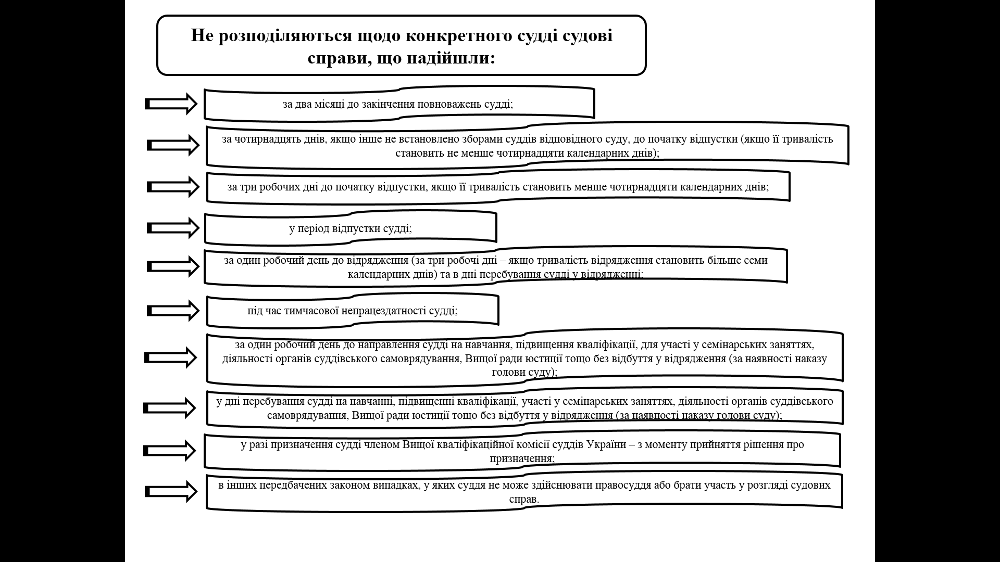 Не розподіляються щодо конкретного судді судові
справи, що надійшли:
за два місяці до закінчення повноважень судді;
за чотирнадцять днів, якщо інше не встановлено зборами суддів відповідного суду, до початку відпустки (якщо її тривалість
становить не менше чотирнадцяти календарних днів);
за три робочих дні до початку відпустки, якщо її тривалість становить менше чотирнадцяти календарних днів;
у період відпустки судді;
за один робочий день до відрядження (за три робочі дні – якщо тривалість відрядження становить більше семи
календарних днів) та в дні перебування судді у відрядженні;
під час тимчасової непрацездатності судді;
за один робочий день до направлення судді на навчання, підвищення кваліфікації, для участі у семінарських заняттях,
діяльності органів суддівського самоврядування, Вищої ради юстиції тощо без відбуття у відрядження (за наявності наказу
голови суду);
у дні перебування судді на навчанні, підвищенні кваліфікації, участі у семінарських заняттях, діяльності органів суддівського
самоврядування, Вищої ради юстиції тощо без відбуття у відрядження (за наявності наказу голови суду);
у разі призначення судді членом Вищої кваліфікаційної комісії суддів України – з моменту прийняття рішення про
призначення;
в інших передбачених законом випадках, у яких суддя не може здійснювати правосуддя або брати участь у розгляді судових
справ.